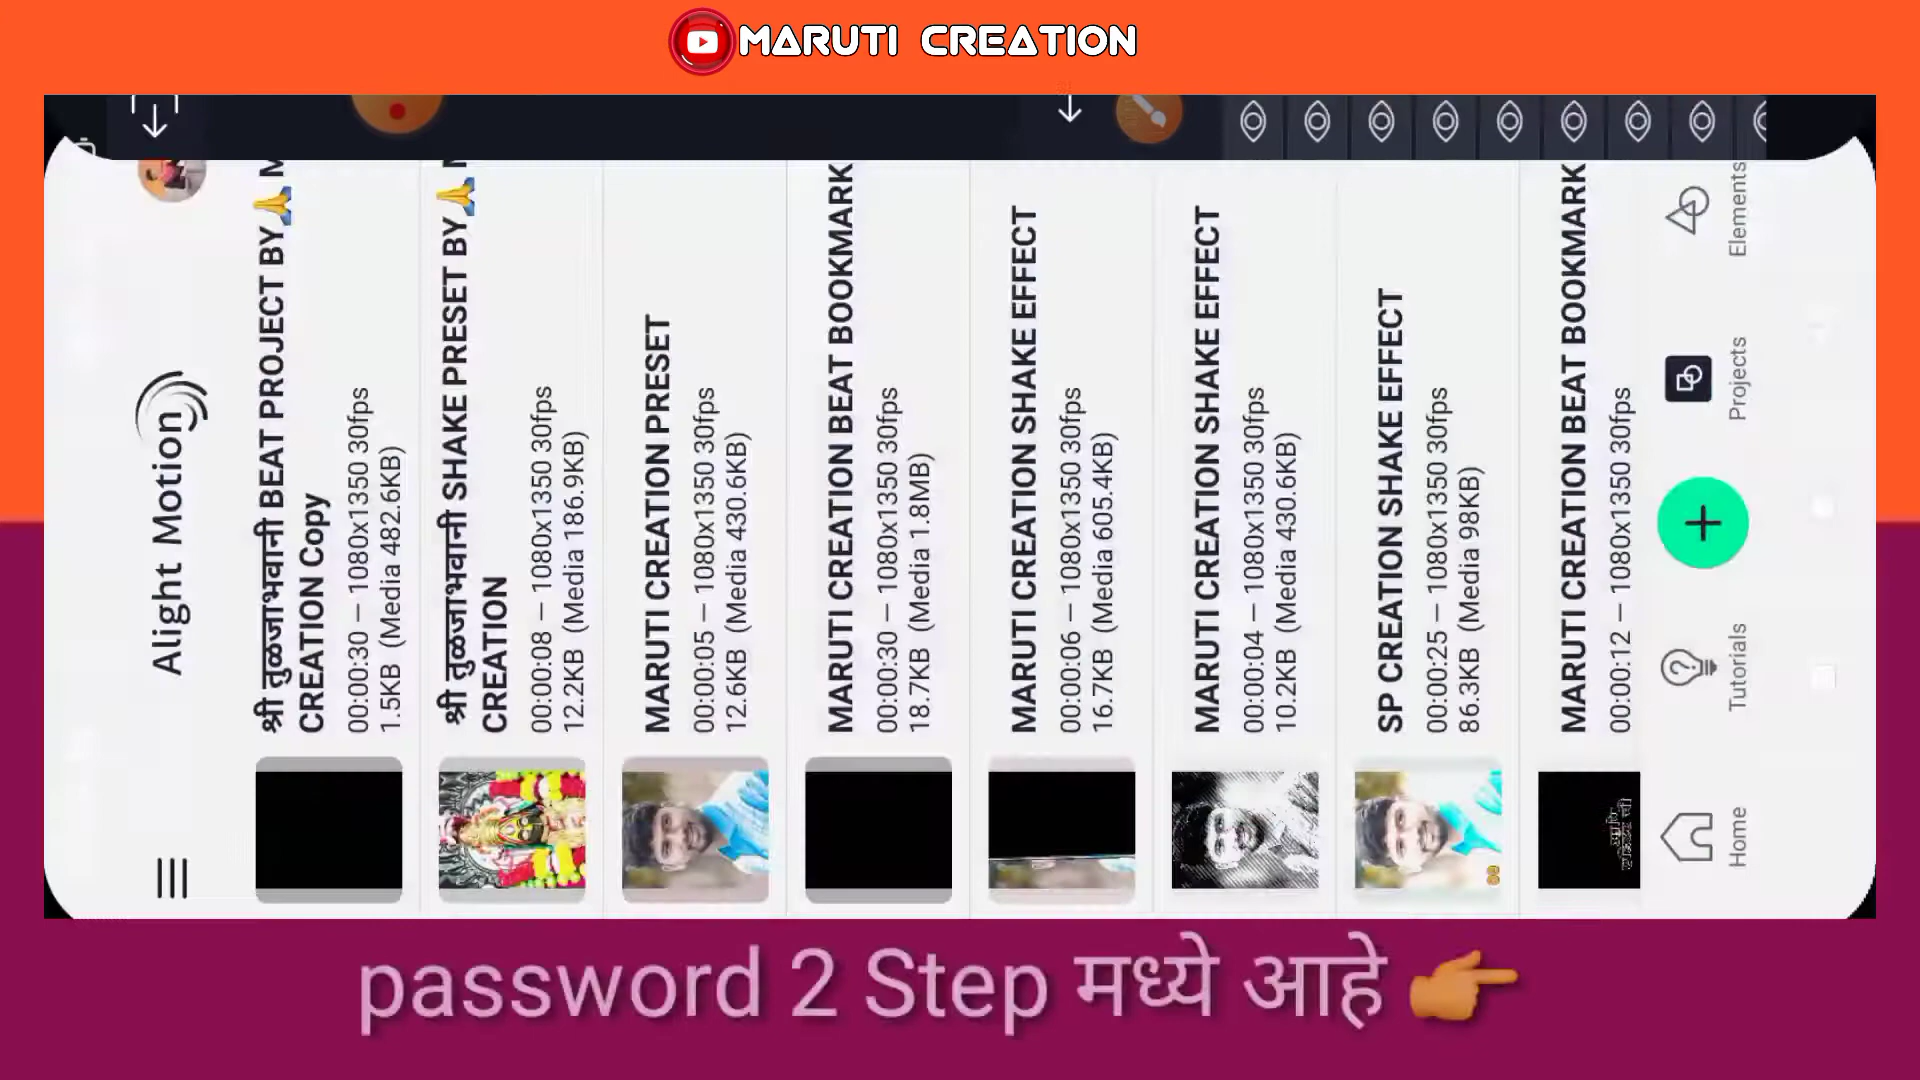 MARUTI CREATION
Alight Motion
श्री तुळजाभवानी BEAT PROJECT BY🙏
CREATION Copy
00:00:30 — 1080x1350 30fps
1.5KB (Media 482.6KB)
श्री तुळजाभवानी SHAKE PRESET BY🙏
CREATION
00:00:08 — 1080x1350 30fps
12.2KB (Media 186.9KB)
MARUTI CREATION PRESET
00:00:05 — 1080x1350 30fps
12.6KB (Media 430.6KB)
MARUTI CREATION BEAT BOOKMARK
00:00:30 — 1080x1350 30fps
18.7KB (Media 1.8MB)
MARUTI CREATION SHAKE EFFECT
00:00:06 — 1080x1350 30fps
16.7KB (Media 605.4KB)
MARUTI CREATION SHAKE EFFECT
00:00:04 — 1080x1350 30fps
10.2KB (Media 430.6KB)
SP CREATION SHAKE EFFECT
00:00:25 — 1080x1350 30fps
86.3KB (Media 98KB)
MARUTI CREATION BEAT BOOKMARK
00:00:12 — 1080x1350 30fps
Home
Tutorials
Projects
Elements
password 2 Step मध्ये आहे 👉